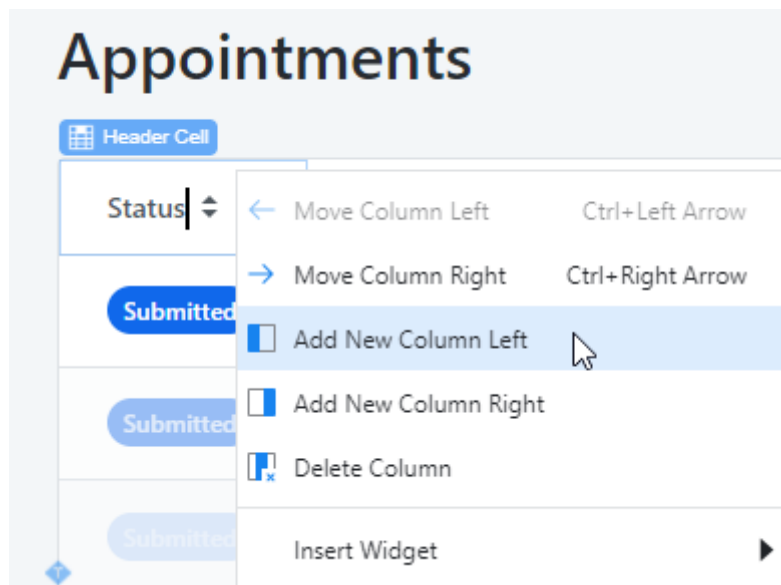 Appointments
Header Cell
Status
Move Column Left Ctrl+Left Arrow
Move Column Right Ctrl+Right Arrow
Submitted
Add New Column Left
Add New Column Right
Submitted
Delete Column
Submitted
Insert Widget